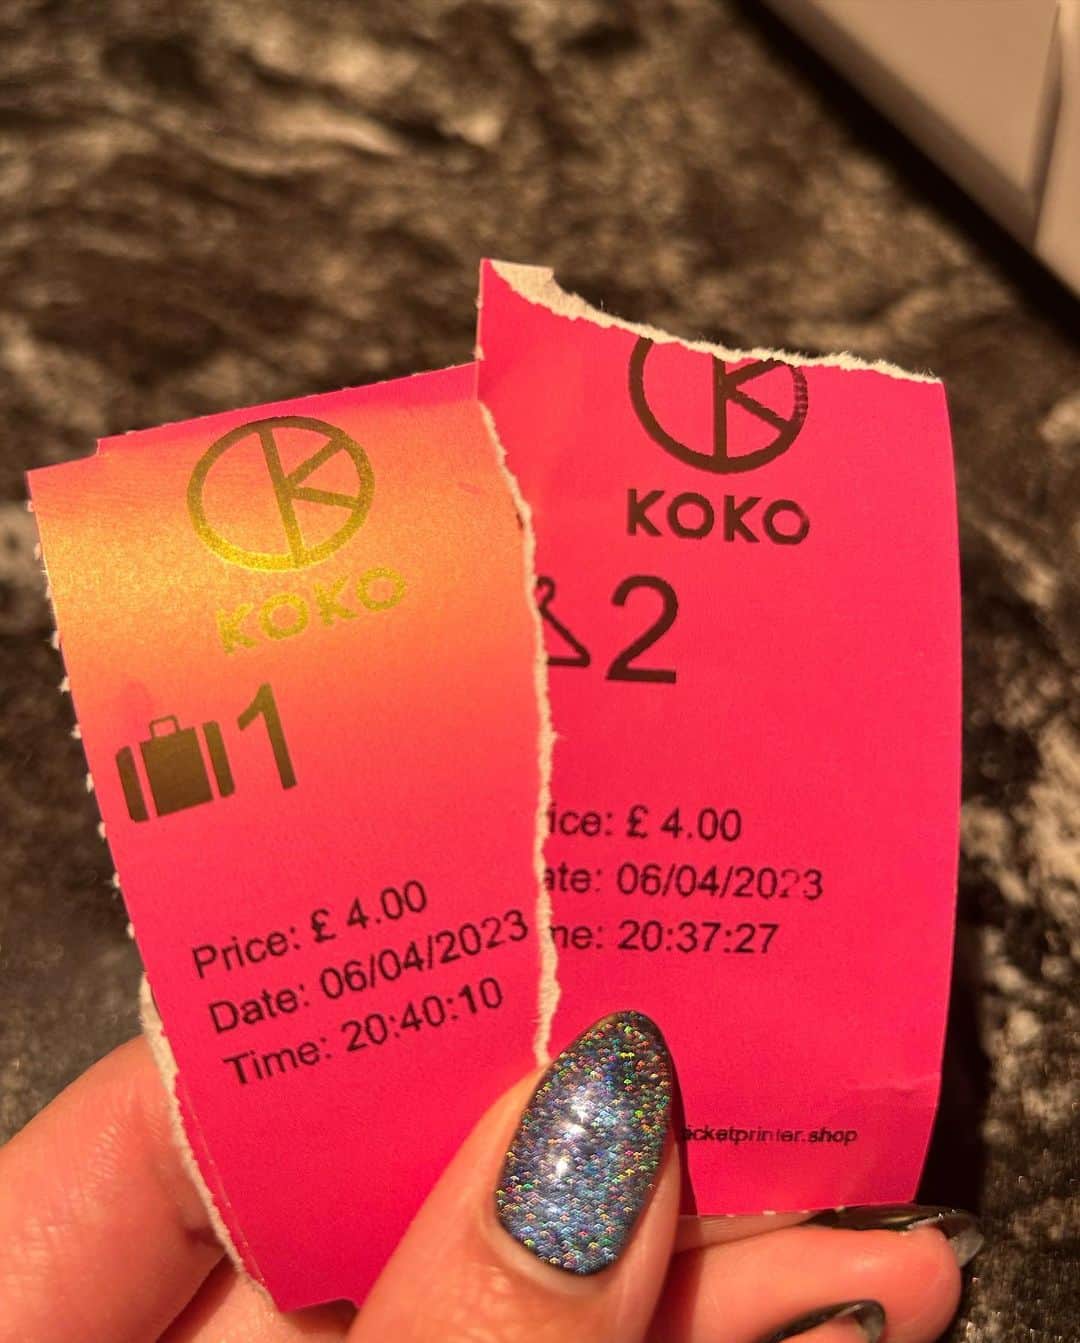 KOKO
1
Price: £ 4.00
Date: 06/04/2023
Time: 20:40:10
KOKO
2
ice: £ 4.00
ate: 06/04/2023
me: 20:37:27
icketprinter.shop